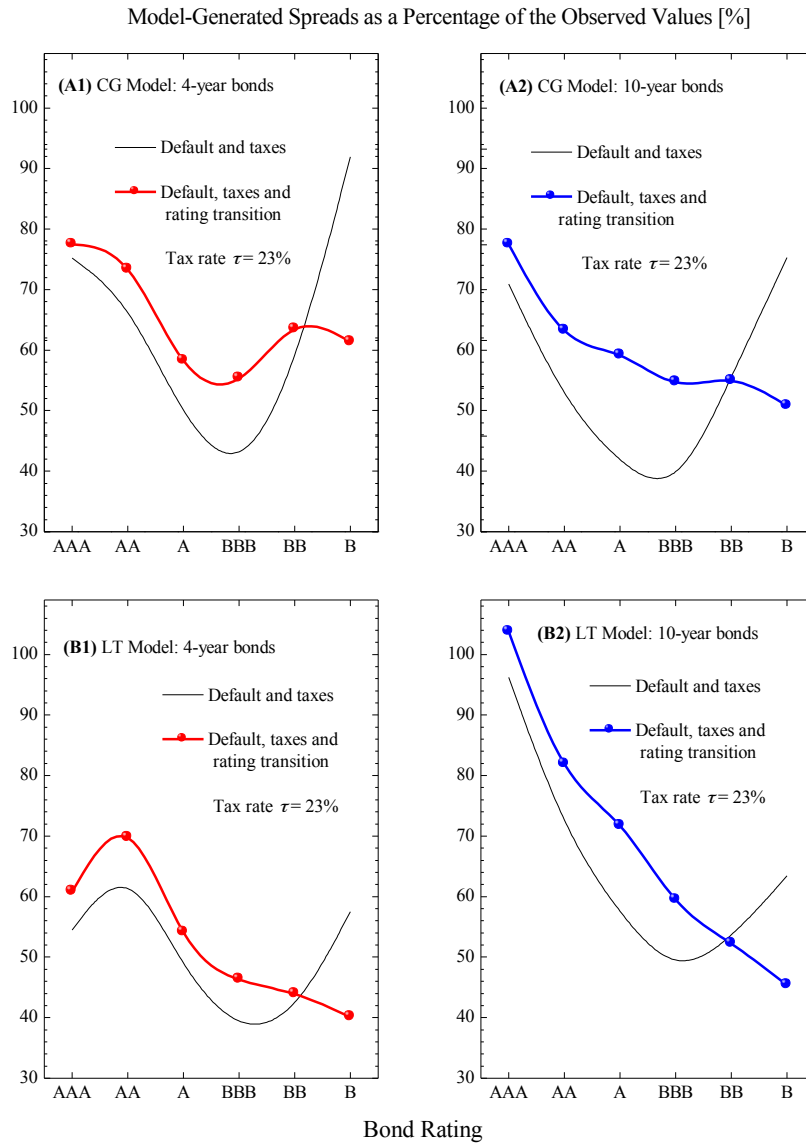 Model-Generated Spreads as a Percentage of the Observed Values [%]
(A1) CG Model: 4-year bonds
Default and taxes
Default, taxes and
rating transition
Tax rate τ = 23%
100
90
80
70
60
50
40
30
AAA AA A BBB BB B
(A2) CG Model: 10-year bonds
Default and taxes
Default, taxes and
rating transition
Tax rate τ = 23%
100
90
80
70
60
50
40
30
AAA AA A BBB BB B
(B1) LT Model: 4-year bonds
Default and taxes
Default, taxes and
rating transition
Tax rate τ = 23%
100
90
80
70
60
50
40
30
AAA AA A BBB BB B
(B2) LT Model: 10-year bonds
Default and taxes
Default, taxes and
rating transition
Tax rate τ = 23%
100
90
80
70
60
50
40
30
AAA AA A BBB BB B
Bond Rating